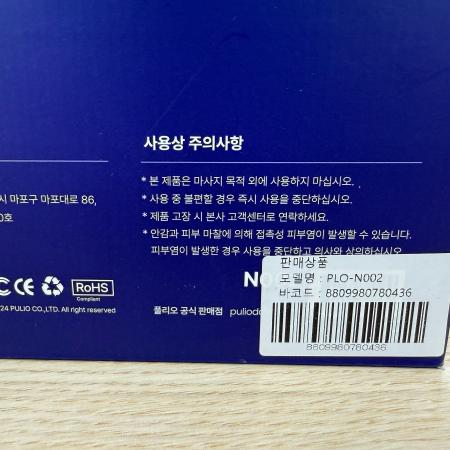 사용상 주의사항
* 본 제품은 마사지 목적 외에 사용하지 마십시오.
* 사용 중 불편할 경우 즉시 사용을 중단하십시오.
* 제품 고장 시 본사 고객센터로 연락하세요.
* 안감과 피부 마찰에 의해 접촉성 피부염이 발생할 수 있습니다.
피부염이 발생한 경우 사용을 중단하고 의사와 상의하십시오.
시 마포구 마포대로 86,
0호
C CE RoHS
Compliant
24 PULIO CO.,LTD. All right reserved
풀리오 공식 판매점 puliodo
판매상품
모델명 : PLO-N002
바코드 : 8809980780436
8809980780436